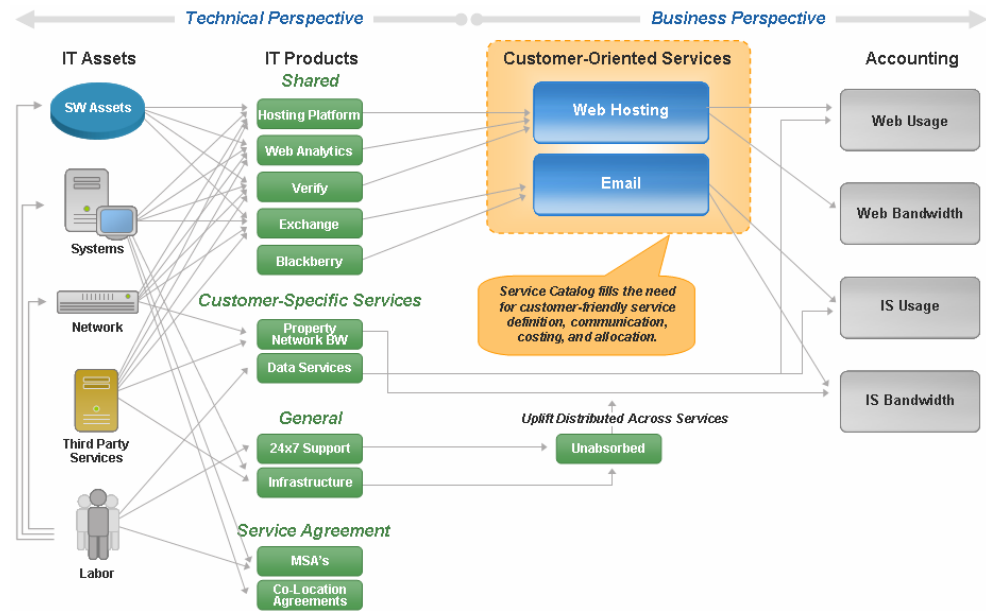 Technical Perspective
Business Perspective
IT Assets
IT Products
Customer-Oriented Services
Accounting
Shared
SW Assets
Hosting Platform
Web Analytics
Verify
Exchange
Blackberry
Web Hosting
Email
Web Usage
Web Bandwidth
IS Usage
IS Bandwidth
Systems
Network
Third Party
Services
Labor
Customer-Specific Services
Property
Network BW
Data Services
Service Catalog fills the need
for customer-friendly service
definition, communication,
costing, and allocation.
General
24x7 Support
Infrastructure
Uplift Distributed Across Services
Unabsorbed
Service Agreement
MSA's
Co-Location
Agreements